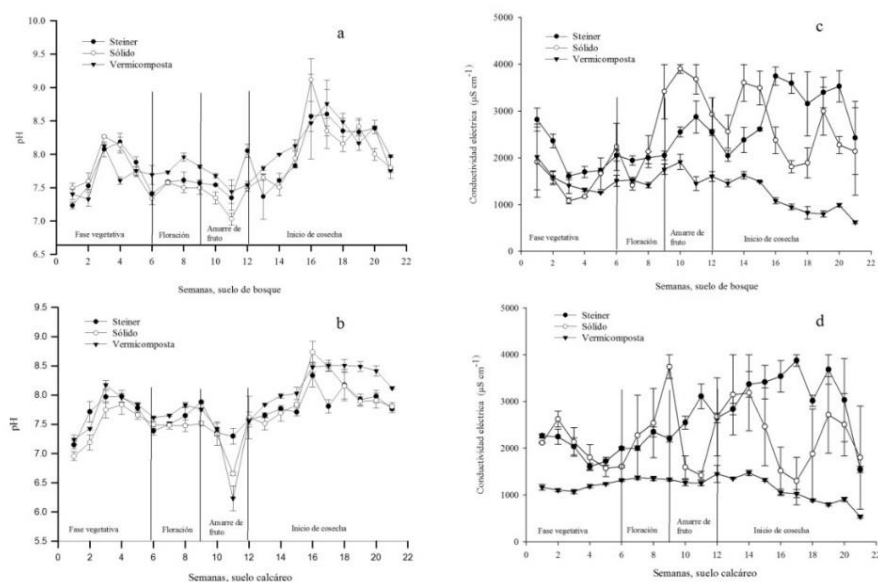 a
Steiner
Sólido
Vermicomposta
10.0
9.5
9.0
8.5
8.0
7.5
7.0
6.5
6.0
pH
Fase vegetativa
Floración
Amarre de
fruto
Inicio de cosecha
0 2 4 6 8 10 12 14 16 18 20 22
Semanas, suelo de bosque
c
Steiner
Sólido
Vermicomposta
5000
4000
3000
2000
1000
0
Conductividad eléctrica (µS cm⁻¹)
Fase vegetativa
Floración
Amarre de
fruto
Inicio de cosecha
0 2 4 6 8 10 12 14 16 18 20 22
Semanas, suelo de bosque
b
Steiner
Sólido
Vermicomposta
9.5
9.0
8.5
8.0
7.5
7.0
6.5
6.0
5.5
pH
Fase vegetativa
Floración
Amarre de
fruto
Inicio de cosecha
0 2 4 6 8 10 12 14 16 18 20 22
Semanas, suelo calcáreo
d
Steiner
Sólido
Vermicomposta
5000
4000
3000
2000
1000
0
Conductividad eléctrica (µS cm⁻¹)
Fase vegetativa
Floración
Amarre de
fruto
Inicio de cosecha
0 2 4 6 8 10 12 14 16 18 20 22
Semanas, suelo calcáreo